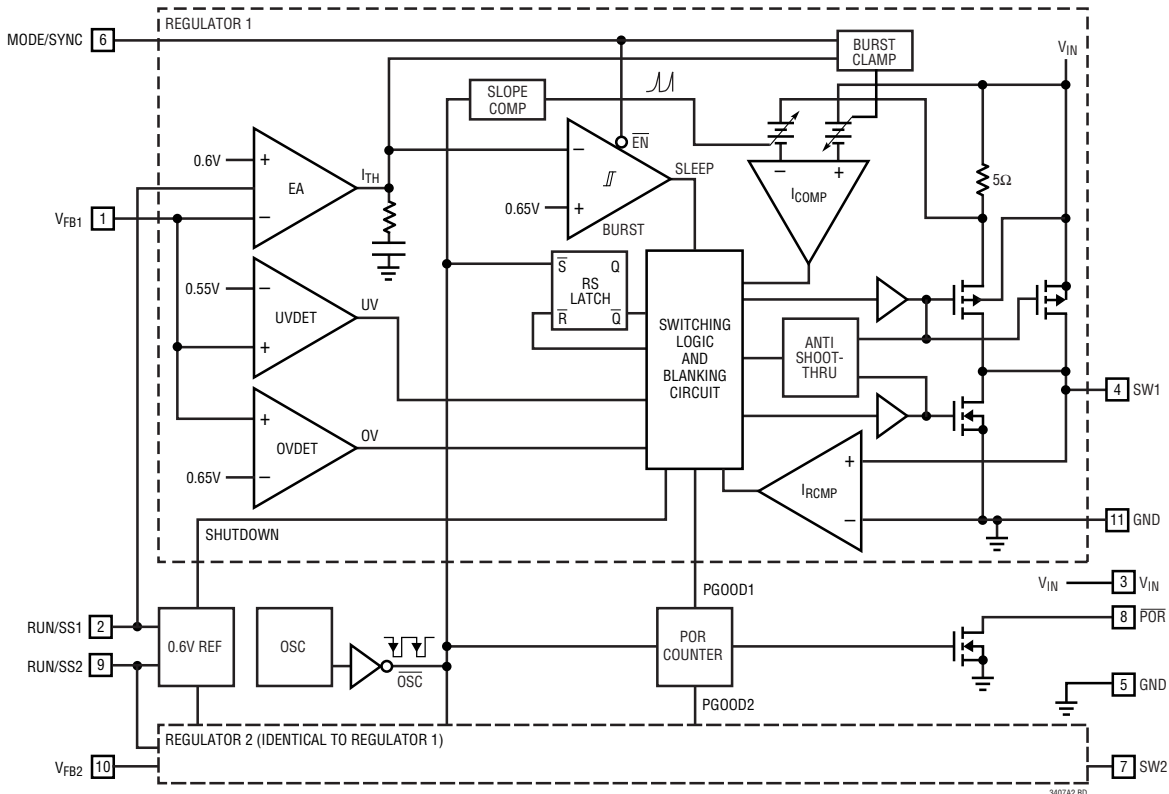 REGULATOR 1
MODE/SYNC 6
BURST
CLAMP
VIN
SLOPE
COMP
EN
0.6V
+
EA
–
ITH
–
SLEEP
0.65V
+
BURST
–
+
ICOMP
5Ω
VFB1 1
0.55V
–
UVDET
+
UV
S Q
RS
LATCH
R Q
SWITCHING
LOGIC
AND
BLANKING
CIRCUIT
ANTI
SHOOT-
THRU
4 SW1
+
OVDET
–
OV
0.65V
+
IRCMP
–
SHUTDOWN
11 GND
PGOOD1
VIN 3 VIN
RUN/SS1 2
0.6V REF
OSC
OSC
POR
COUNTER
8 POR
RUN/SS2 9
5 GND
PGOOD2
REGULATOR 2 (IDENTICAL TO REGULATOR 1)
VFB2 10
7 SW2
3407A2 BD